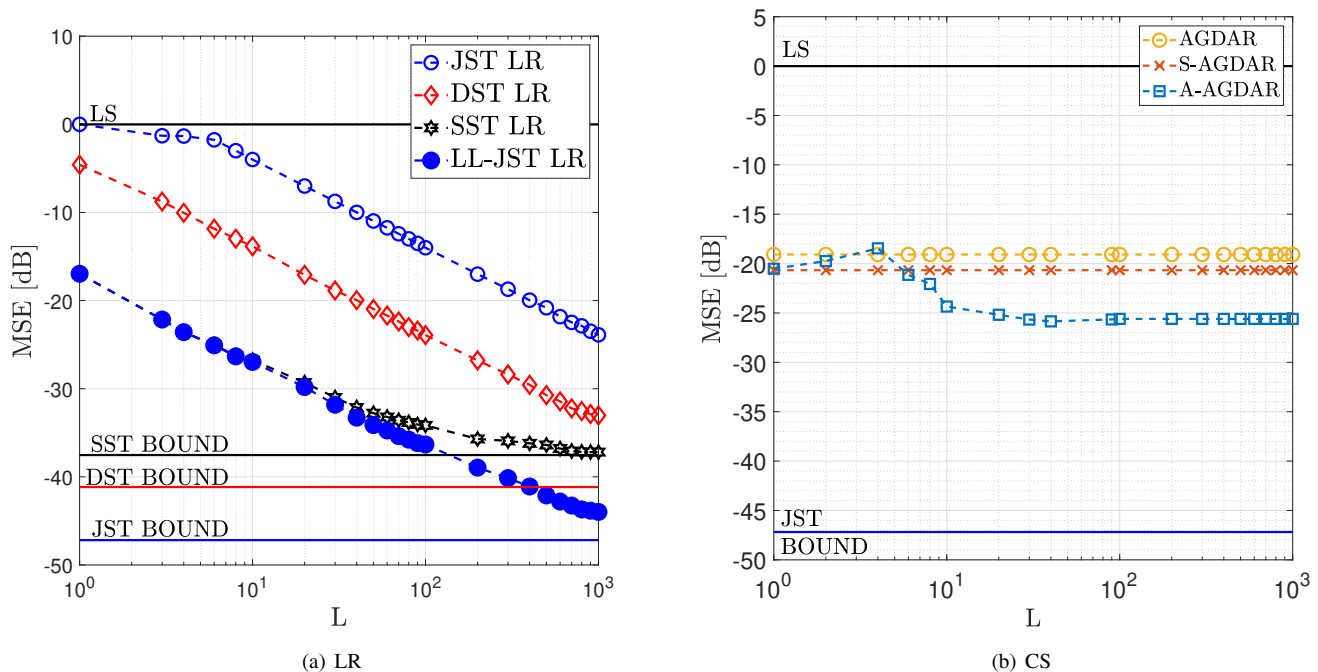 10
0
-10
-20
-30
-40
-50
MSE [dB]
LS
JST LR
DST LR
SST LR
LL-JST LR
SST BOUND
DST BOUND
JST BOUND
10^0
10^1
10^2
10^3
L
(a) LR
5
0
-5
-10
-15
-20
-25
-30
-35
-40
-45
-50
MSE [dB]
LS
AGDAR
S-AGDAR
A-AGDAR
JST
BOUND
10^0
10^1
10^2
10^3
L
(b) CS